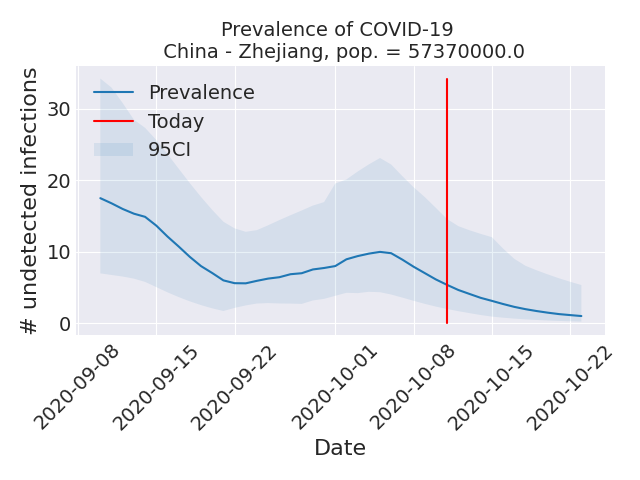 Prevalence of COVID-19
China - Zhejiang, pop. = 57370000.0
# undetected infections
30
20
10
0
Prevalence
Today
95CI
2020-09-08
2020-09-15
2020-09-22
2020-10-01
2020-10-08
2020-10-15
2020-10-22
Date